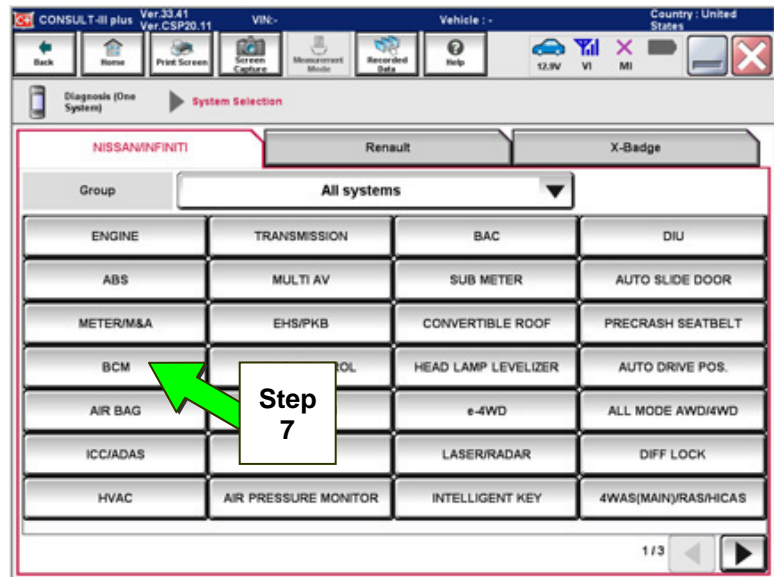 CONSULT-III plus Ver.33.41 VIN:- Vehicle : - Country : United
Ver.CSP20.11 States
Back Home Print Screen Screen Capture Measurement Mode Recorded Data Help 12.9V VI MI
Diagnosis (One System) System Selection
NISSAN/INFINITI Renault X-Badge
Group All systems
ENGINE TRANSMISSION BAC DIU
ABS MULTI AV SUB METER AUTO SLIDE DOOR
METER/M&A EHS/PKB CONVERTIBLE ROOF PRECRASH SEATBELT
BCM OL HEAD LAMP LEVELIZER AUTO DRIVE POS.
AIR BAG e-4WD ALL MODE AWD/4WD
Step
7
ICC/ADAS LASER/RADAR DIFF LOCK
HVAC AIR PRESSURE MONITOR INTELLIGENT KEY 4WAS(MAIN)/RAS/HICAS
1/3